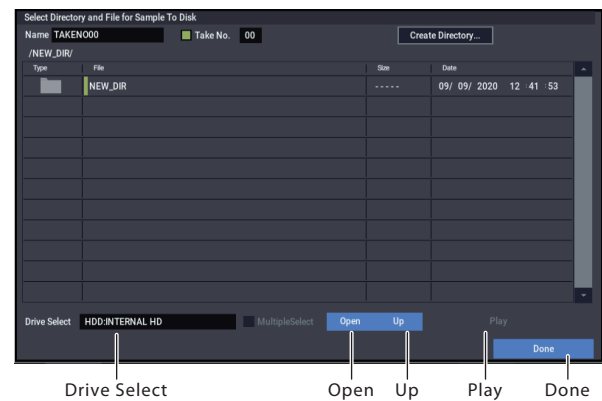 Select Directory and File for Sample To Disk
Name TAKENO00 Take No. 00 Create Directory...
/NEW_DIR/
Type File Size Date
NEW_DIR ----- 09/ 09/ 2020 12 :41 :53
Drive Select HDD:INTERNAL HD MultipleSelect Open Up Play
Done
Drive Select Open Up Play Done